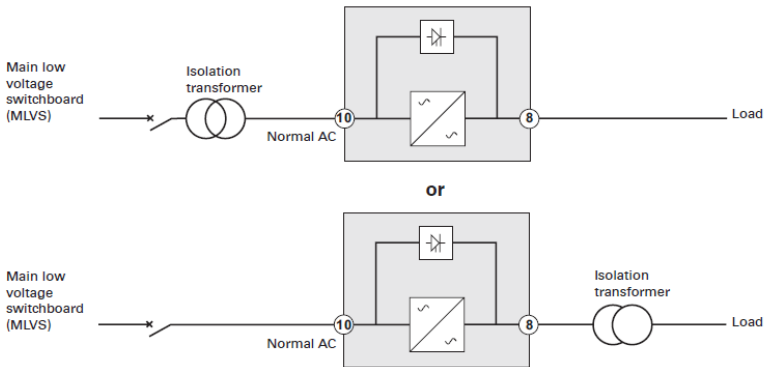 Main low
voltage
switchboard
(MLVS)
Isolation
transformer
10
Normal AC
8
Load
or
Main low
voltage
switchboard
(MLVS)
10
Normal AC
8
Isolation
transformer
Load